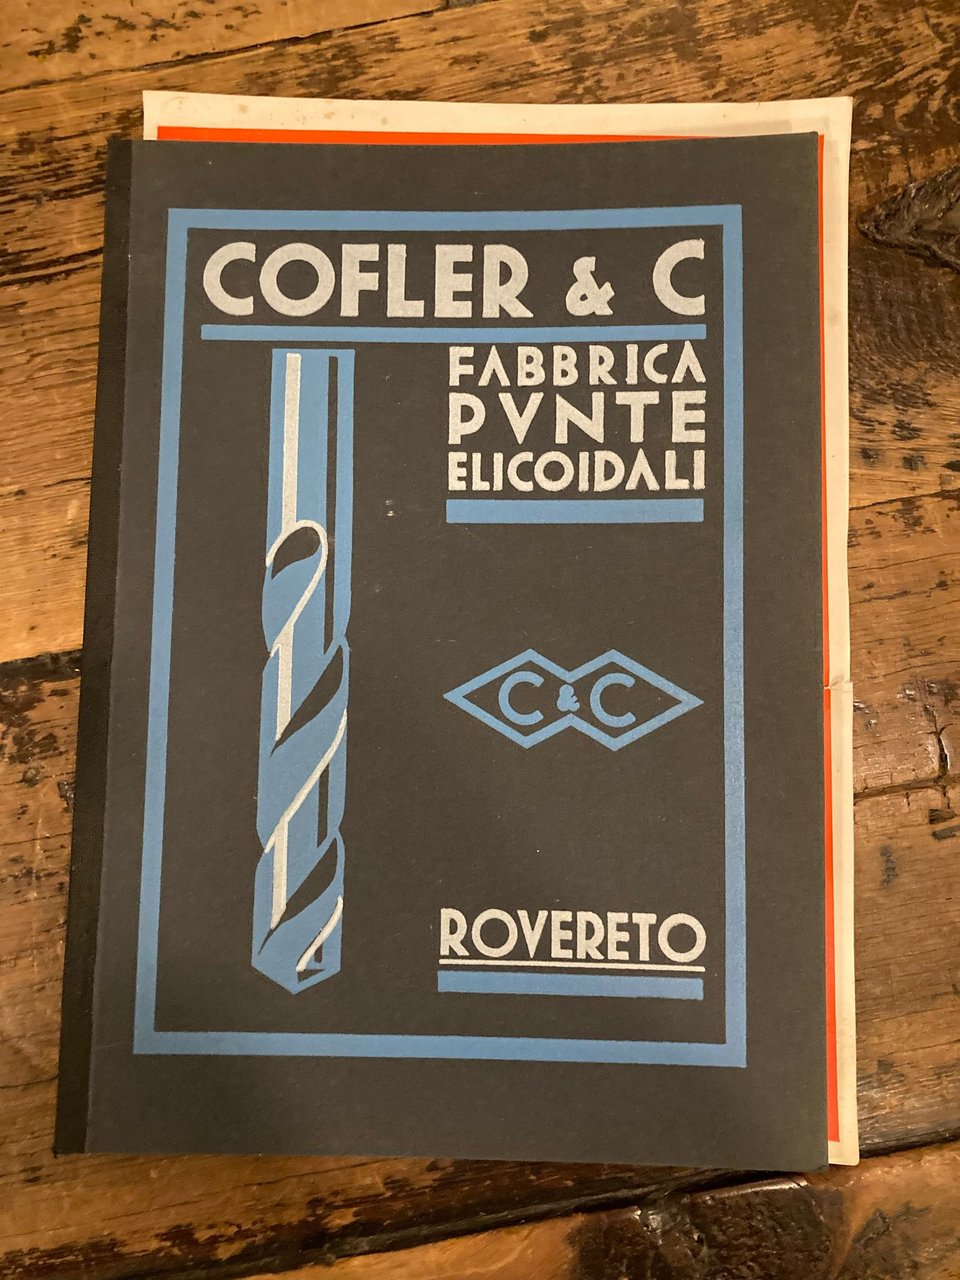 COFLER & C
FABBRICA
PVNTE
ELICOIDALI
C&C
ROVERETO